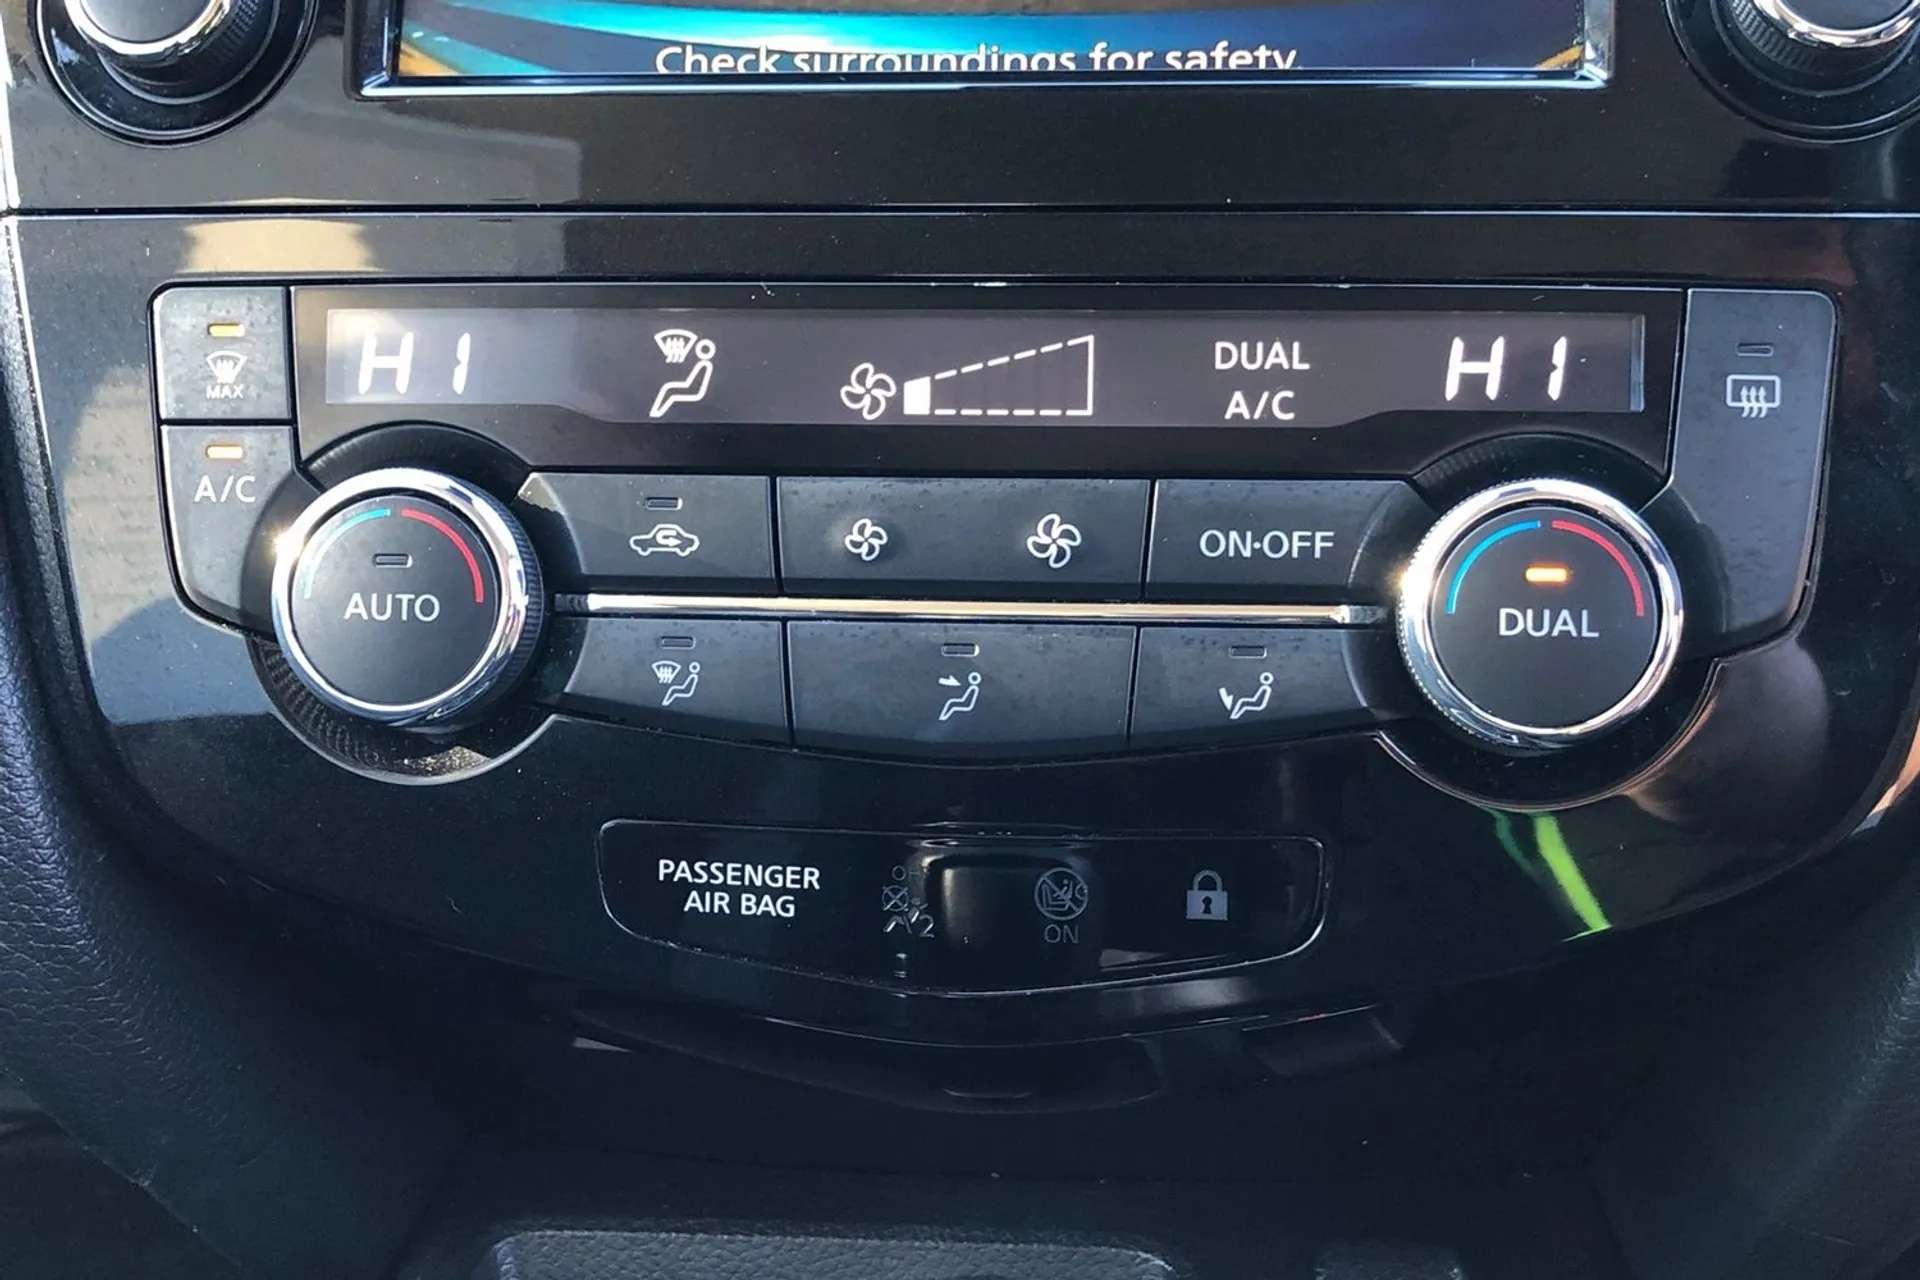 Check surroundings for safety.
MAX
HI
DUAL
A/C
HI
A/C
AUTO
ON·OFF
DUAL
PASSENGER
AIR BAG
ON